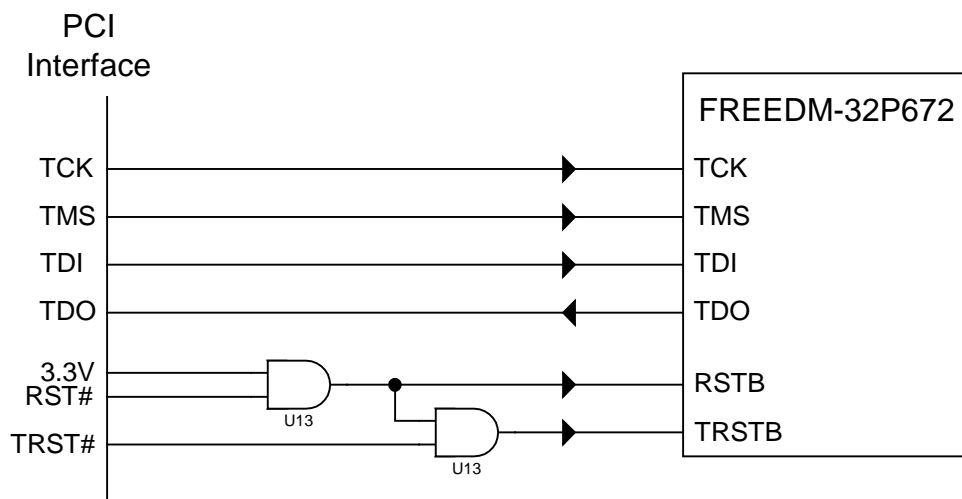 PCI
Interface
FREEDM-32P672
TCK
TCK
TMS
TMS
TDI
TDI
TDO
TDO
3.3V
RST#
U13
RSTB
TRST#
U13
TRSTB